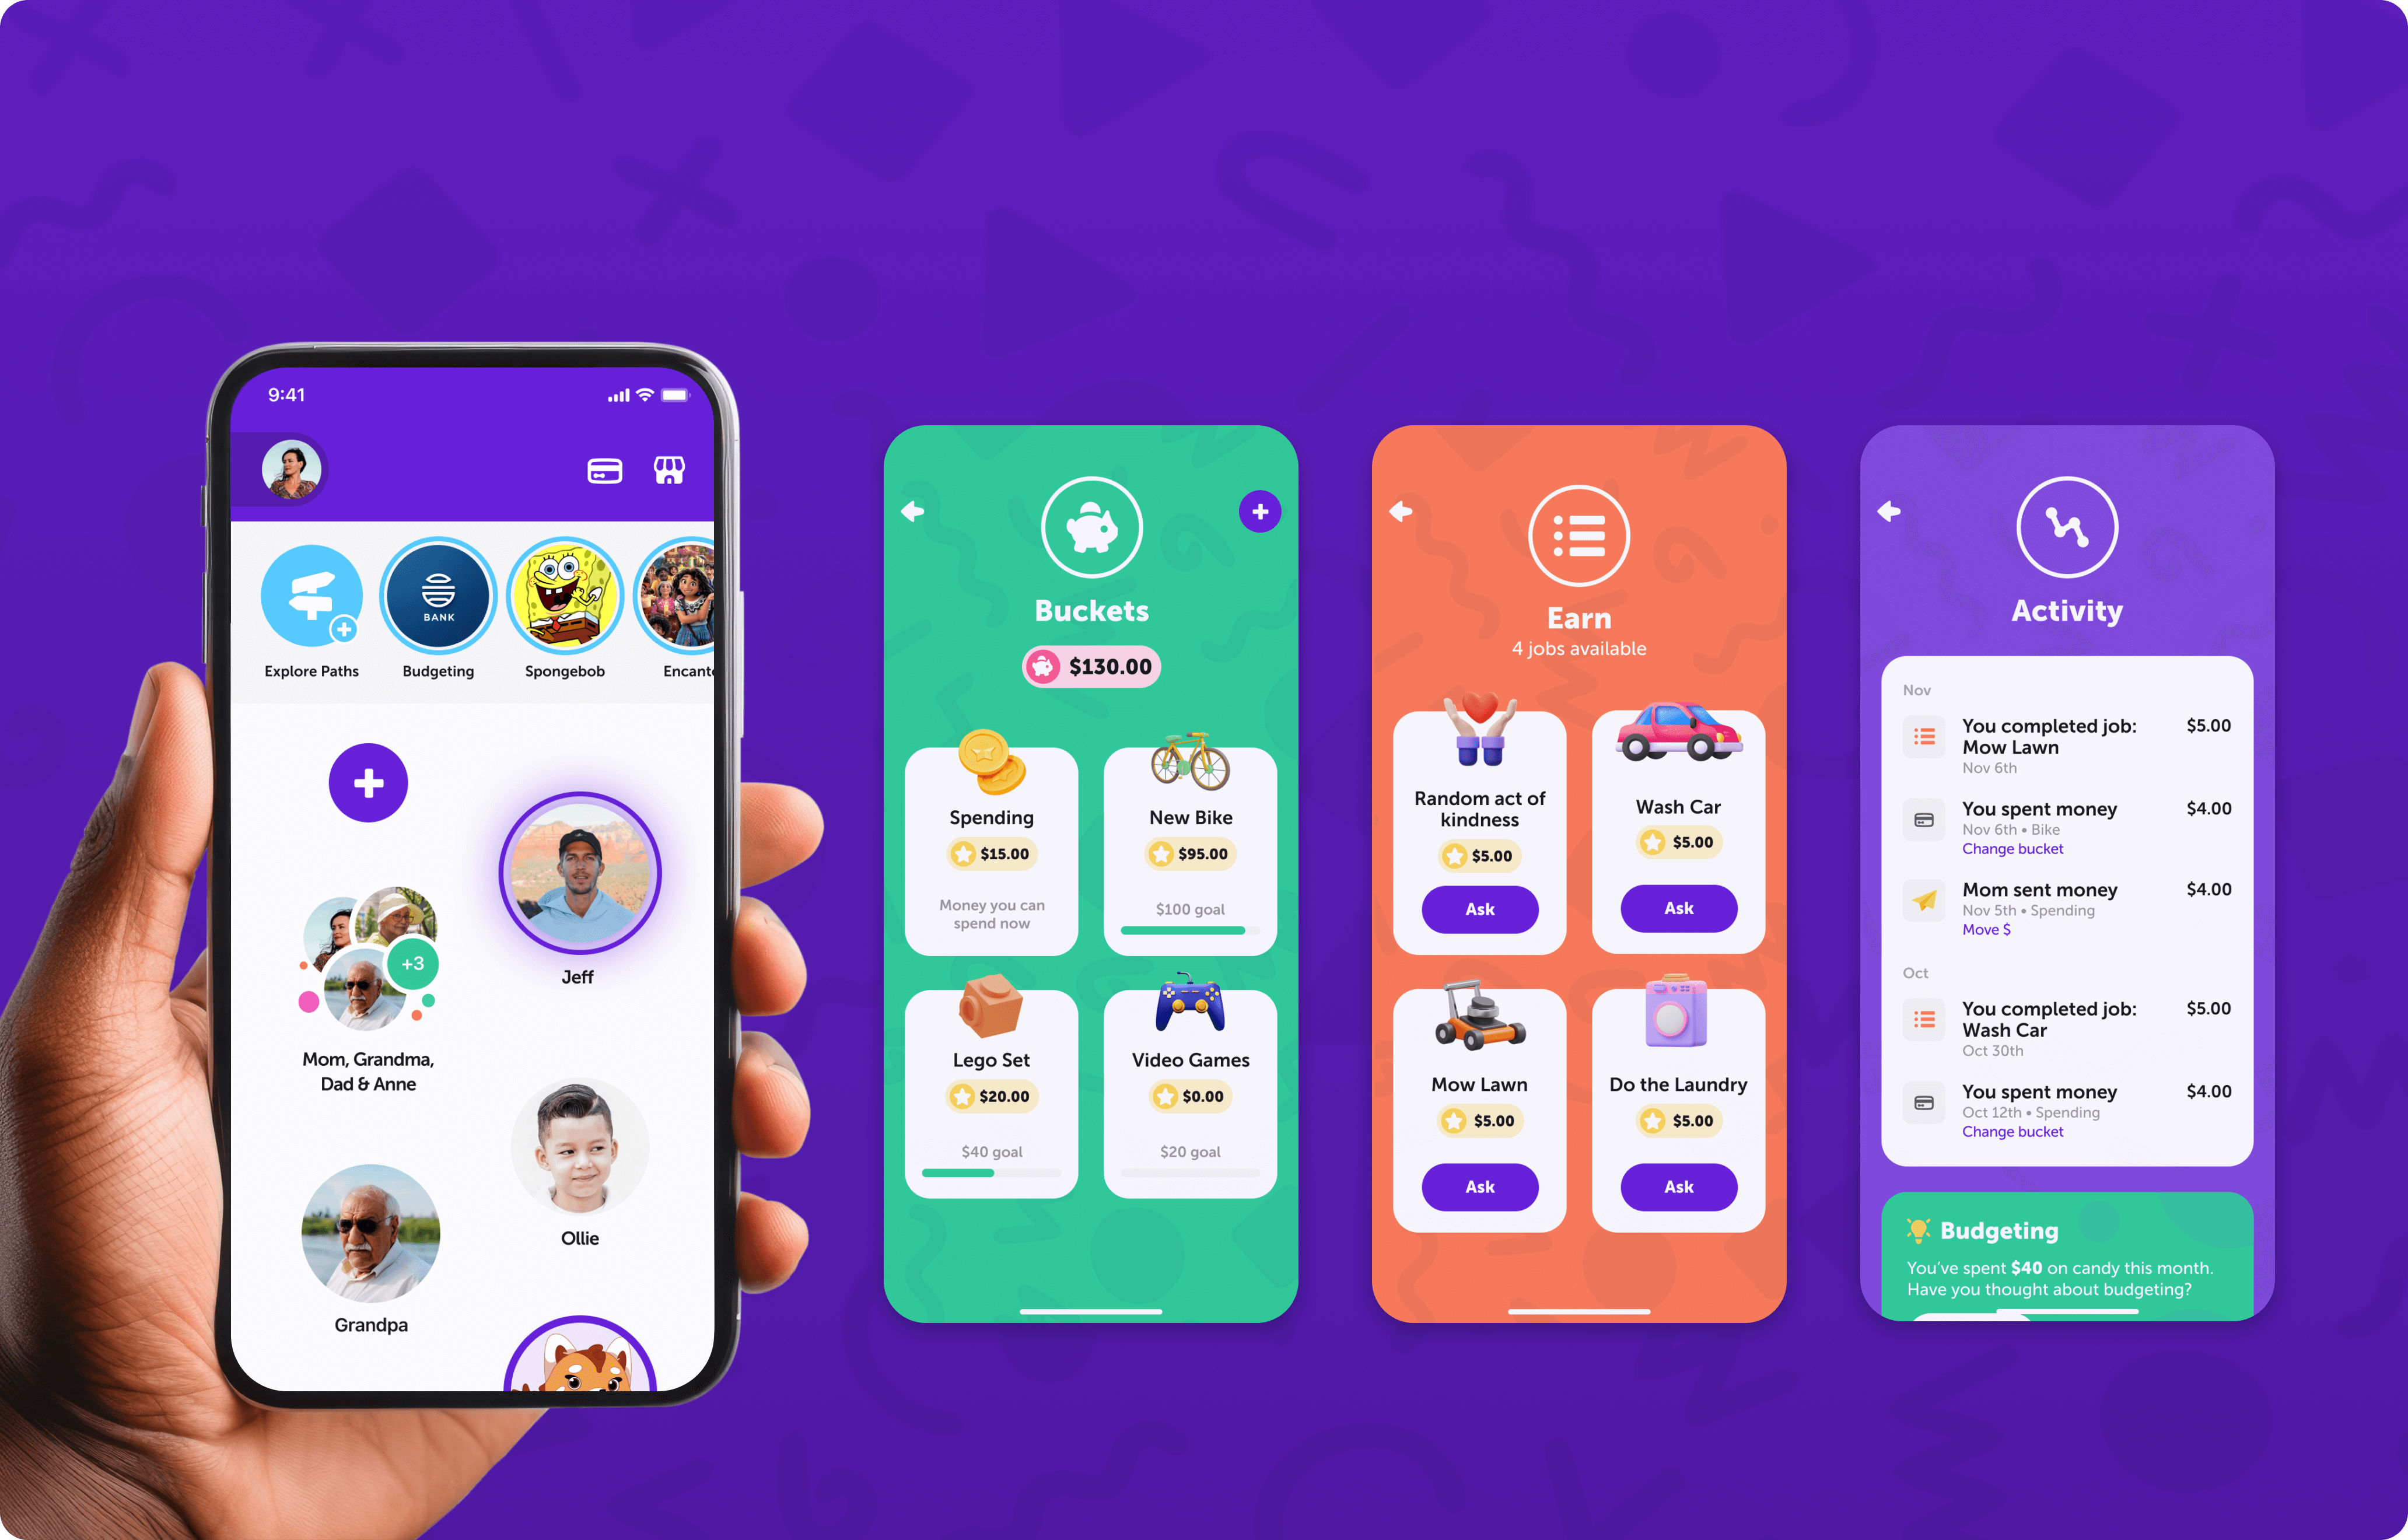 9:41
BANK
Explore Paths
Budgeting
Spongebob
Encant
Jeff
+3
Mom, Grandma,
Dad & Anne
Ollie
Grandpa
Buckets
$130.00
Spending
$15.00
Money you can
spend now
New Bike
$95.00
$100 goal
Lego Set
$20.00
$40 goal
Video Games
$0.00
$20 goal
Earn
4 jobs available
Random act of
kindness
$5.00
Ask
Wash Car
$5.00
Ask
Mow Lawn
$5.00
Ask
Do the Laundry
$5.00
Ask
Activity
Nov
You completed job:
Mow Lawn
$5.00
Nov 6th
You spent money
$4.00
Nov 6th • Bike
Change bucket
Mom sent money
$4.00
Nov 5th • Spending
Move $
Oct
You completed job:
Wash Car
$5.00
Oct 30th
You spent money
$4.00
Oct 12th • Spending
Change bucket
Budgeting
You've spent $40 on candy this month.
Have you thought about budgeting?